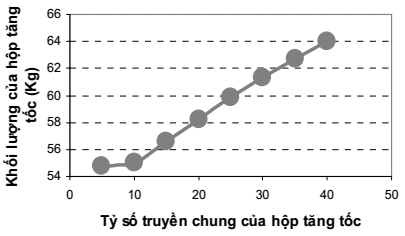 Khối lượng của hộp tăng
tốc (Kg)
66
64
62
60
58
56
54
0 10 20 30 40 50
Tỷ số truyền chung của hộp tăng tốc